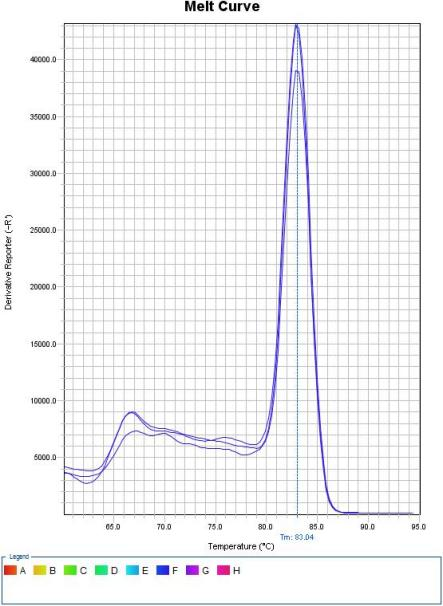 Melt Curve
Derivative Reporter (-R')
40000.0
35000.0
30000.0
25000.0
20000.0
15000.0
10000.0
5000.0
65.0 70.0 75.0 80.0 85.0 90.0 95.0
Tm: 83.04
Temperature (°C)
Legend
A B C D E F G H